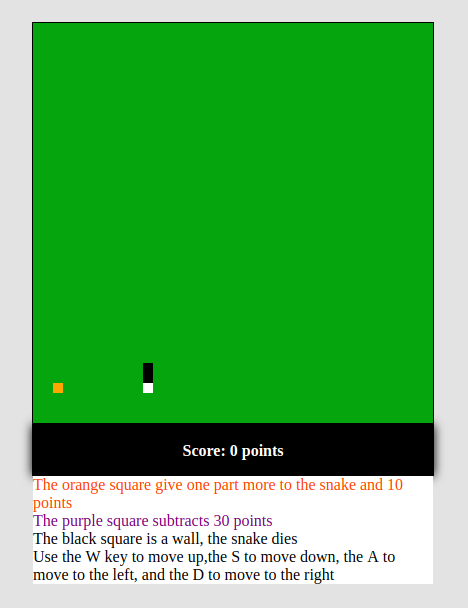 Score: 0 points
The orange square give one part more to the snake and 10
points
The purple square subtracts 30 points
The black square is a wall, the snake dies
Use the W key to move up,the S to move down, the A to
move to the left, and the D to move to the right